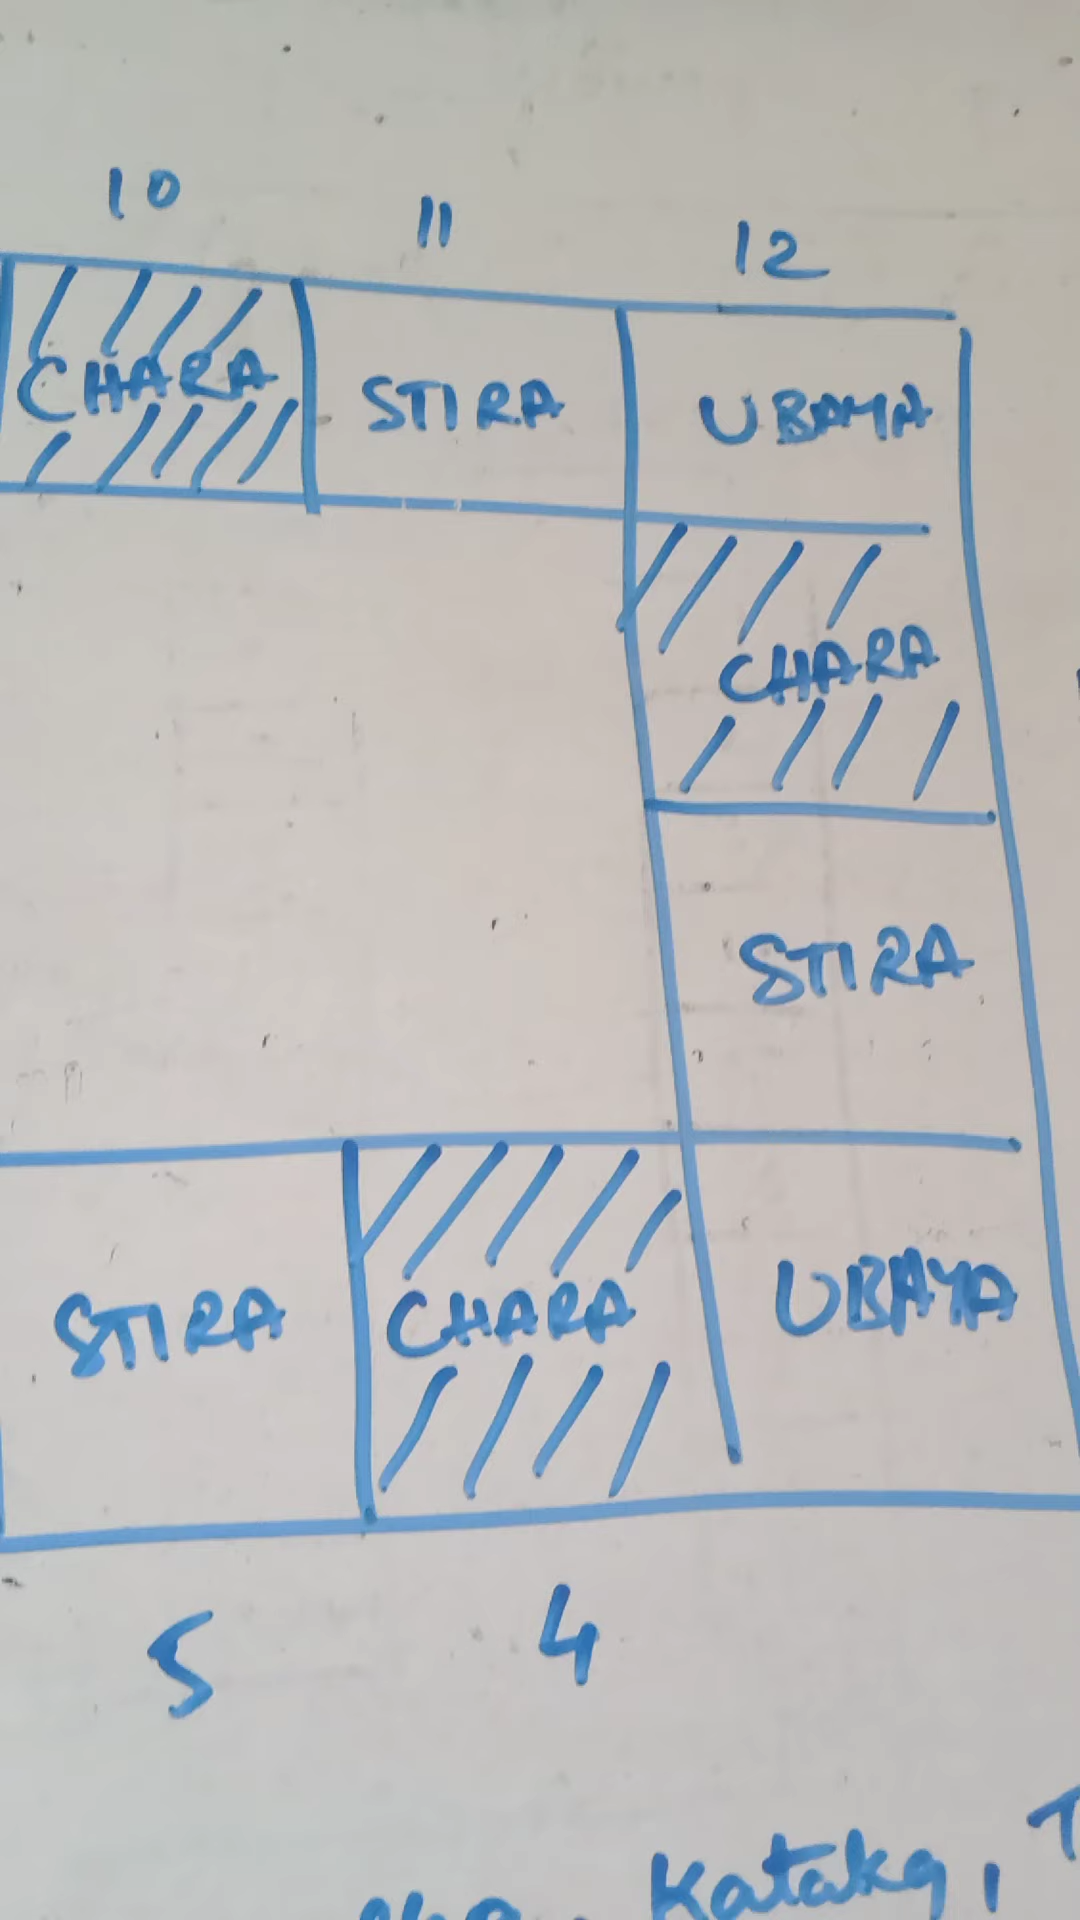 10 11 12
CHARA STIRA UBAYA
CHARA
STIRA
STIRA CHARA UBAYA
5 4
Kataka,